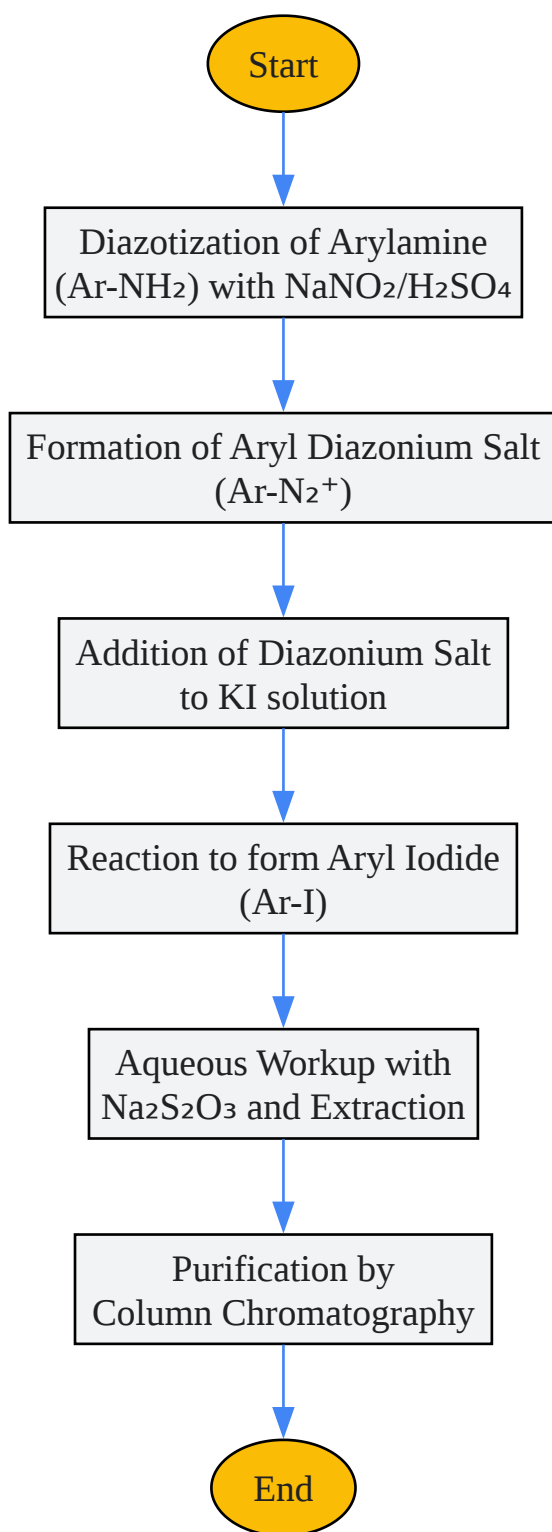 Start
Diazotization of Arylamine
(Ar-NH₂) with NaNO₂/H₂SO₄
Formation of Aryl Diazonium Salt
(Ar-N₂⁺)
Addition of Diazonium Salt
to KI solution
Reaction to form Aryl Iodide
(Ar-I)
Aqueous Workup with
Na₂S₂O₃ and Extraction
Purification by
Column Chromatography
End